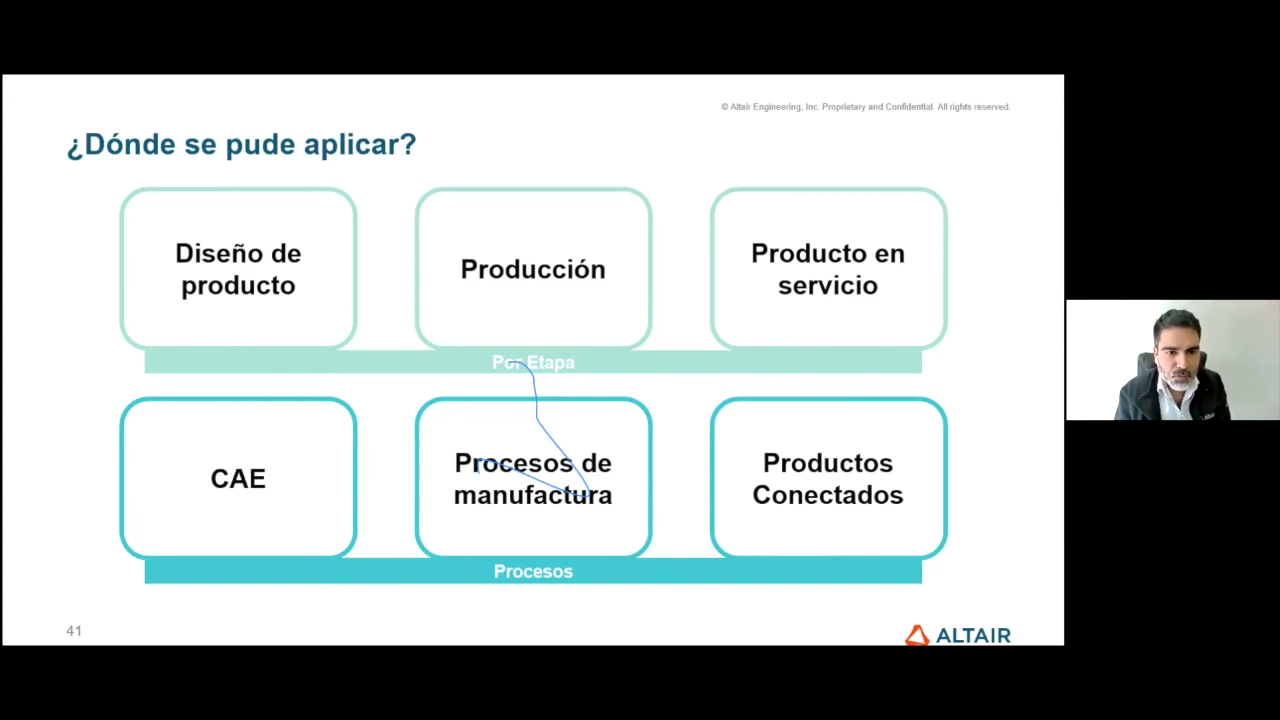 © Altair Engineering, Inc. Proprietary and Confidential. All rights reserved.
¿Dónde se pude aplicar?
Diseño de
producto
Producción
Producto en
servicio
Por Etapa
CAE
Procesos de
manufactura
Productos
Conectados
Procesos
41
ALTAIR